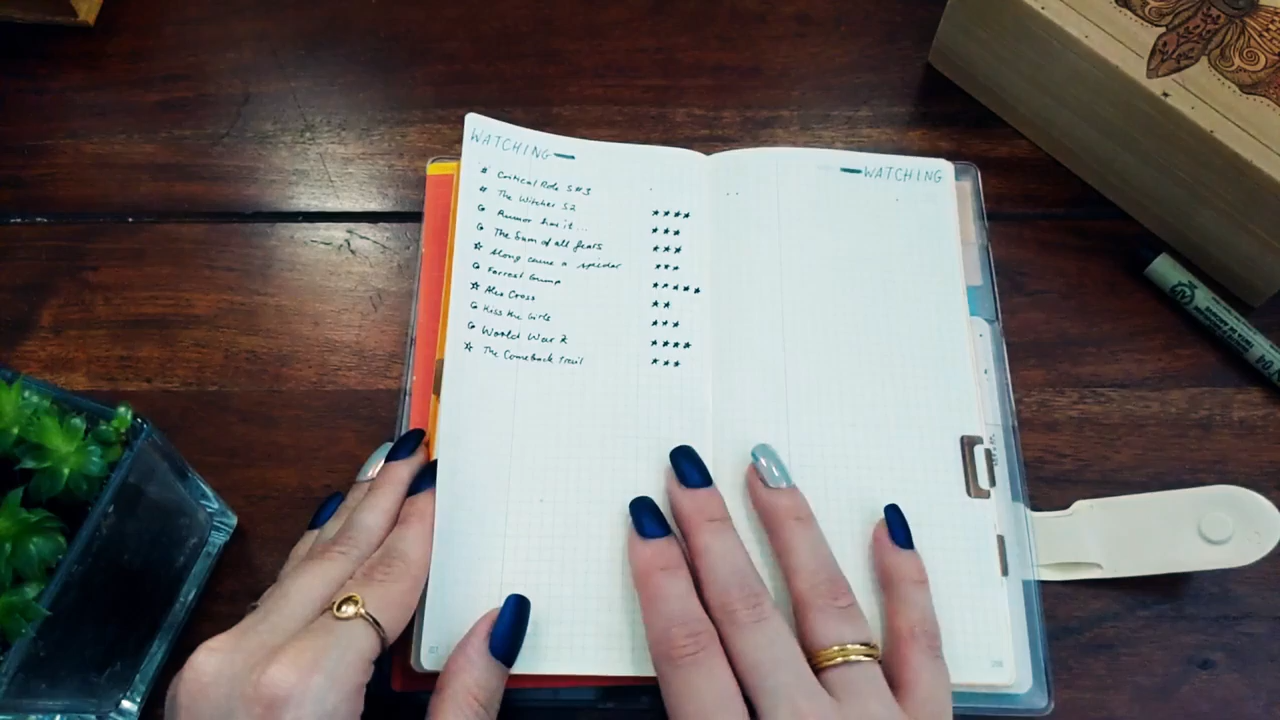 WATCHING
WATCHING
Critical Role S#3
The Witcher S2 ★★★★
Rumor has it... ★★★
The Sum of all fears ★★★
Along came a spider ★★★
Forrest Gump ★★★★★
Alex Cross ★★
Kiss the Girls ★★★
World War Z ★★★★
The Comeback Trail ★★★
04